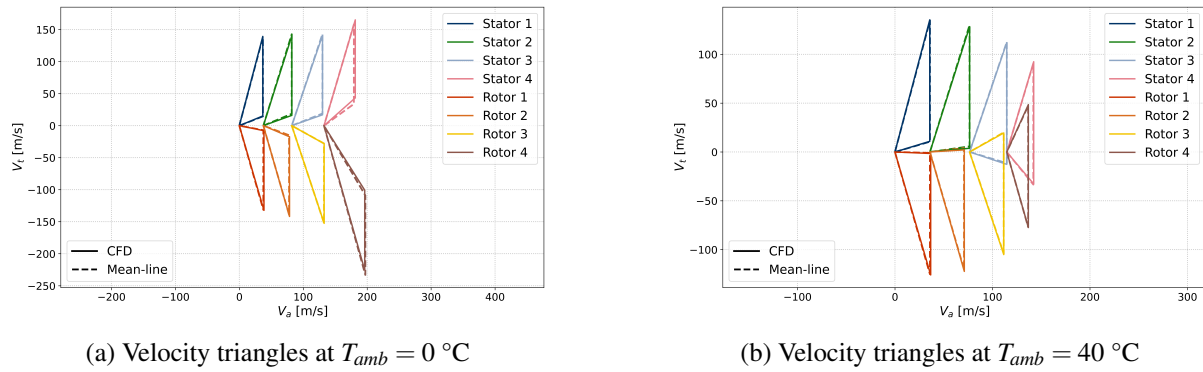 150
100
50
0
−50
−100
−150
−200
−250
V_t [m/s]
Stator 1
Stator 2
Stator 3
Stator 4
Rotor 1
Rotor 2
Rotor 3
Rotor 4
CFD
Mean-line
−200 −100 0 100 200 300 400
V_a [m/s]
(a) Velocity triangles at T_amb = 0 °C
100
50
0
−50
−100
V_t [m/s]
Stator 1
Stator 2
Stator 3
Stator 4
Rotor 1
Rotor 2
Rotor 3
Rotor 4
CFD
Mean-line
−100 0 100 200 300
V_a [m/s]
(b) Velocity triangles at T_amb = 40 °C